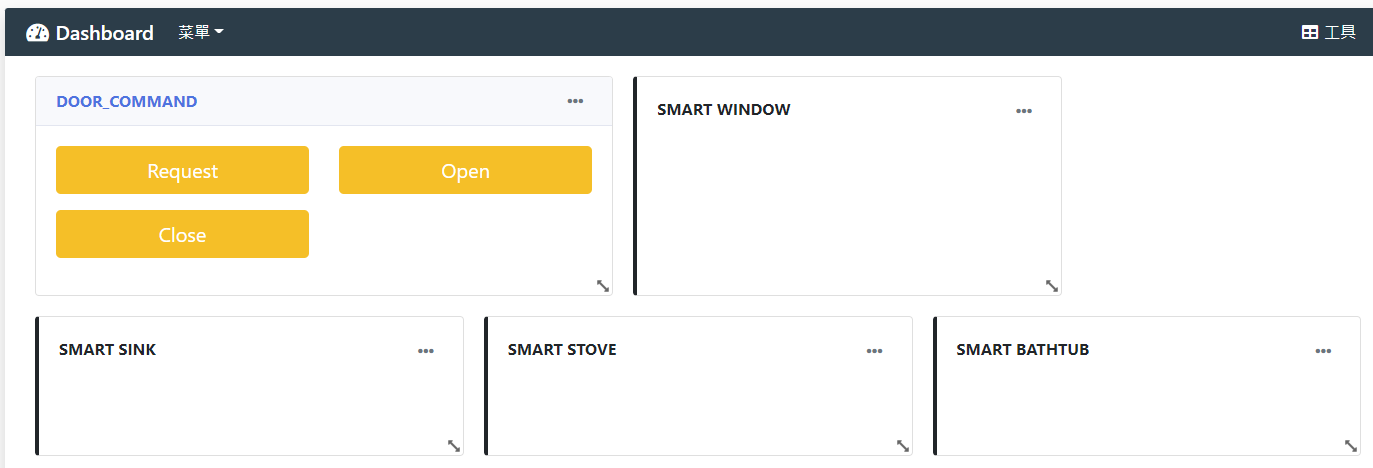 Dashboard 菜單 工具
DOOR_COMMAND
SMART WINDOW
Request Open
Close
SMART SINK
SMART STOVE
SMART BATHTUB